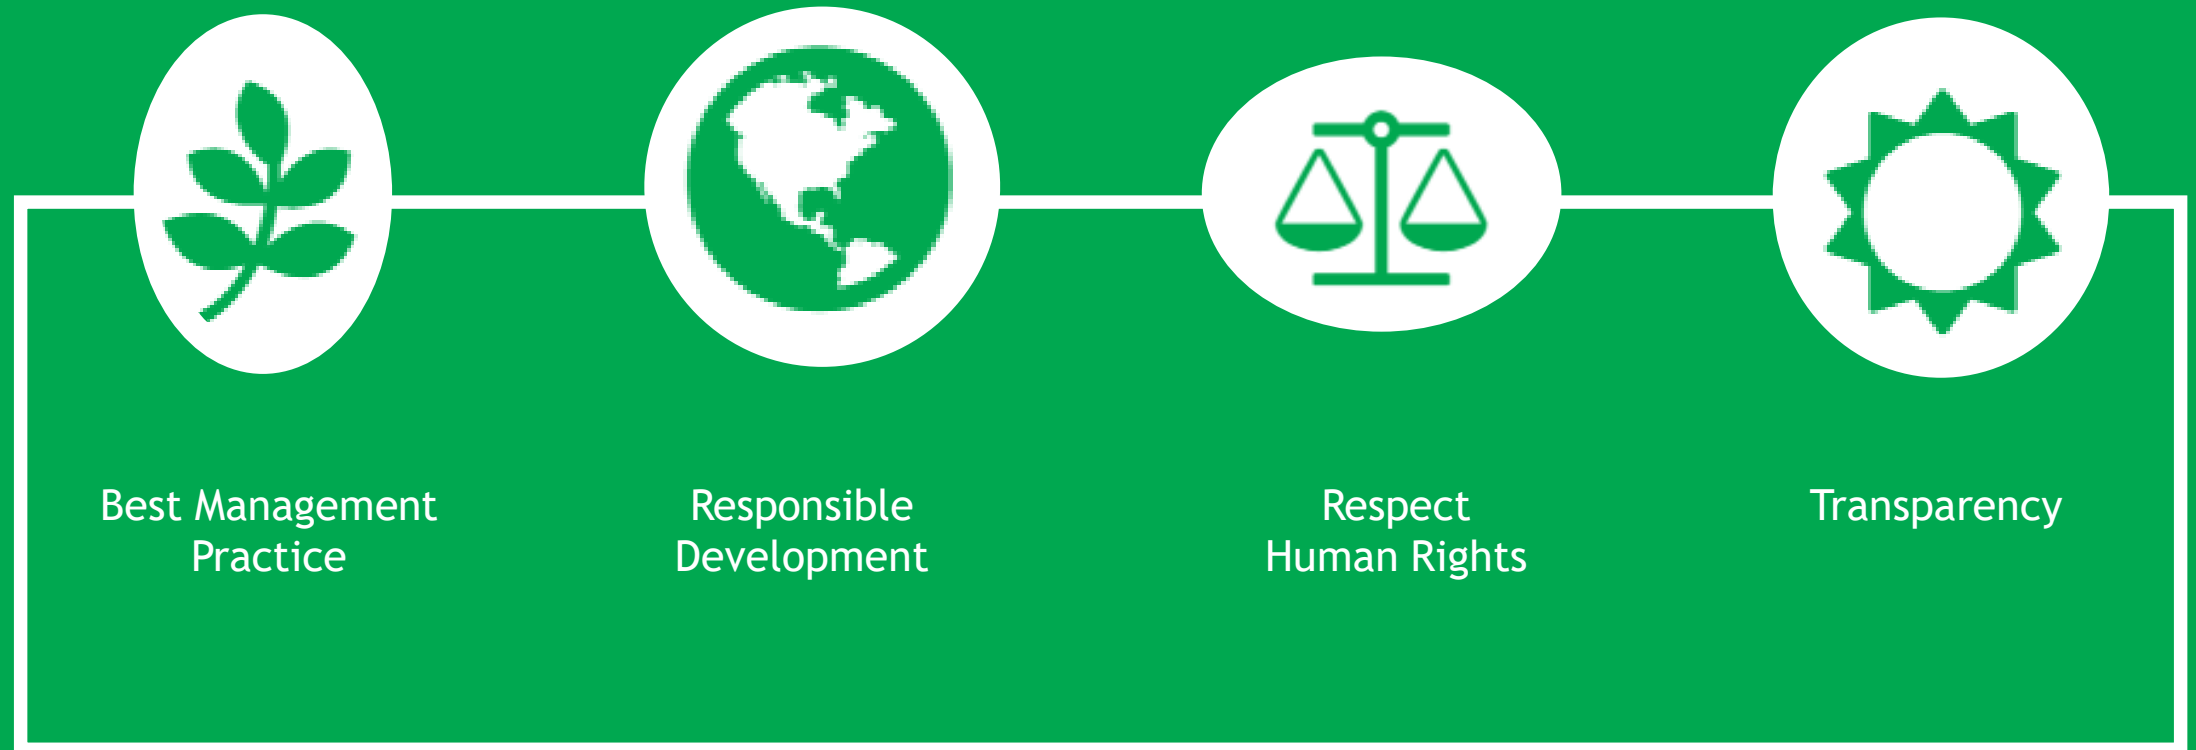 Best Management
Practice
Responsible
Development
Respect
Human Rights
Transparency